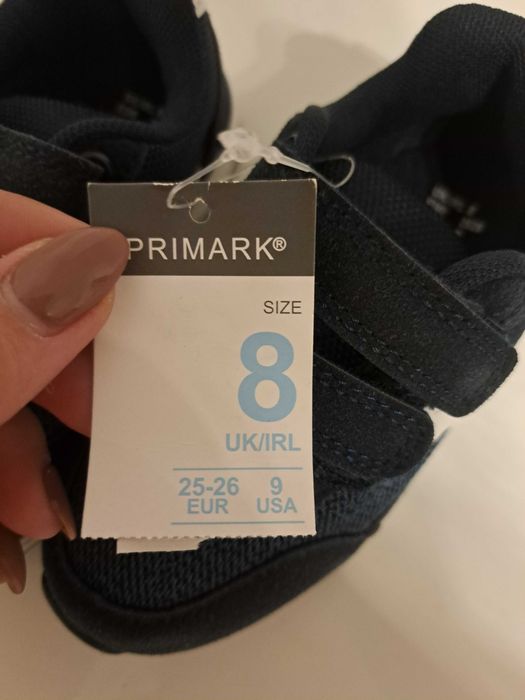 PRIMARK®
SIZE
8
UK/IRL
25-26 9
EUR USA